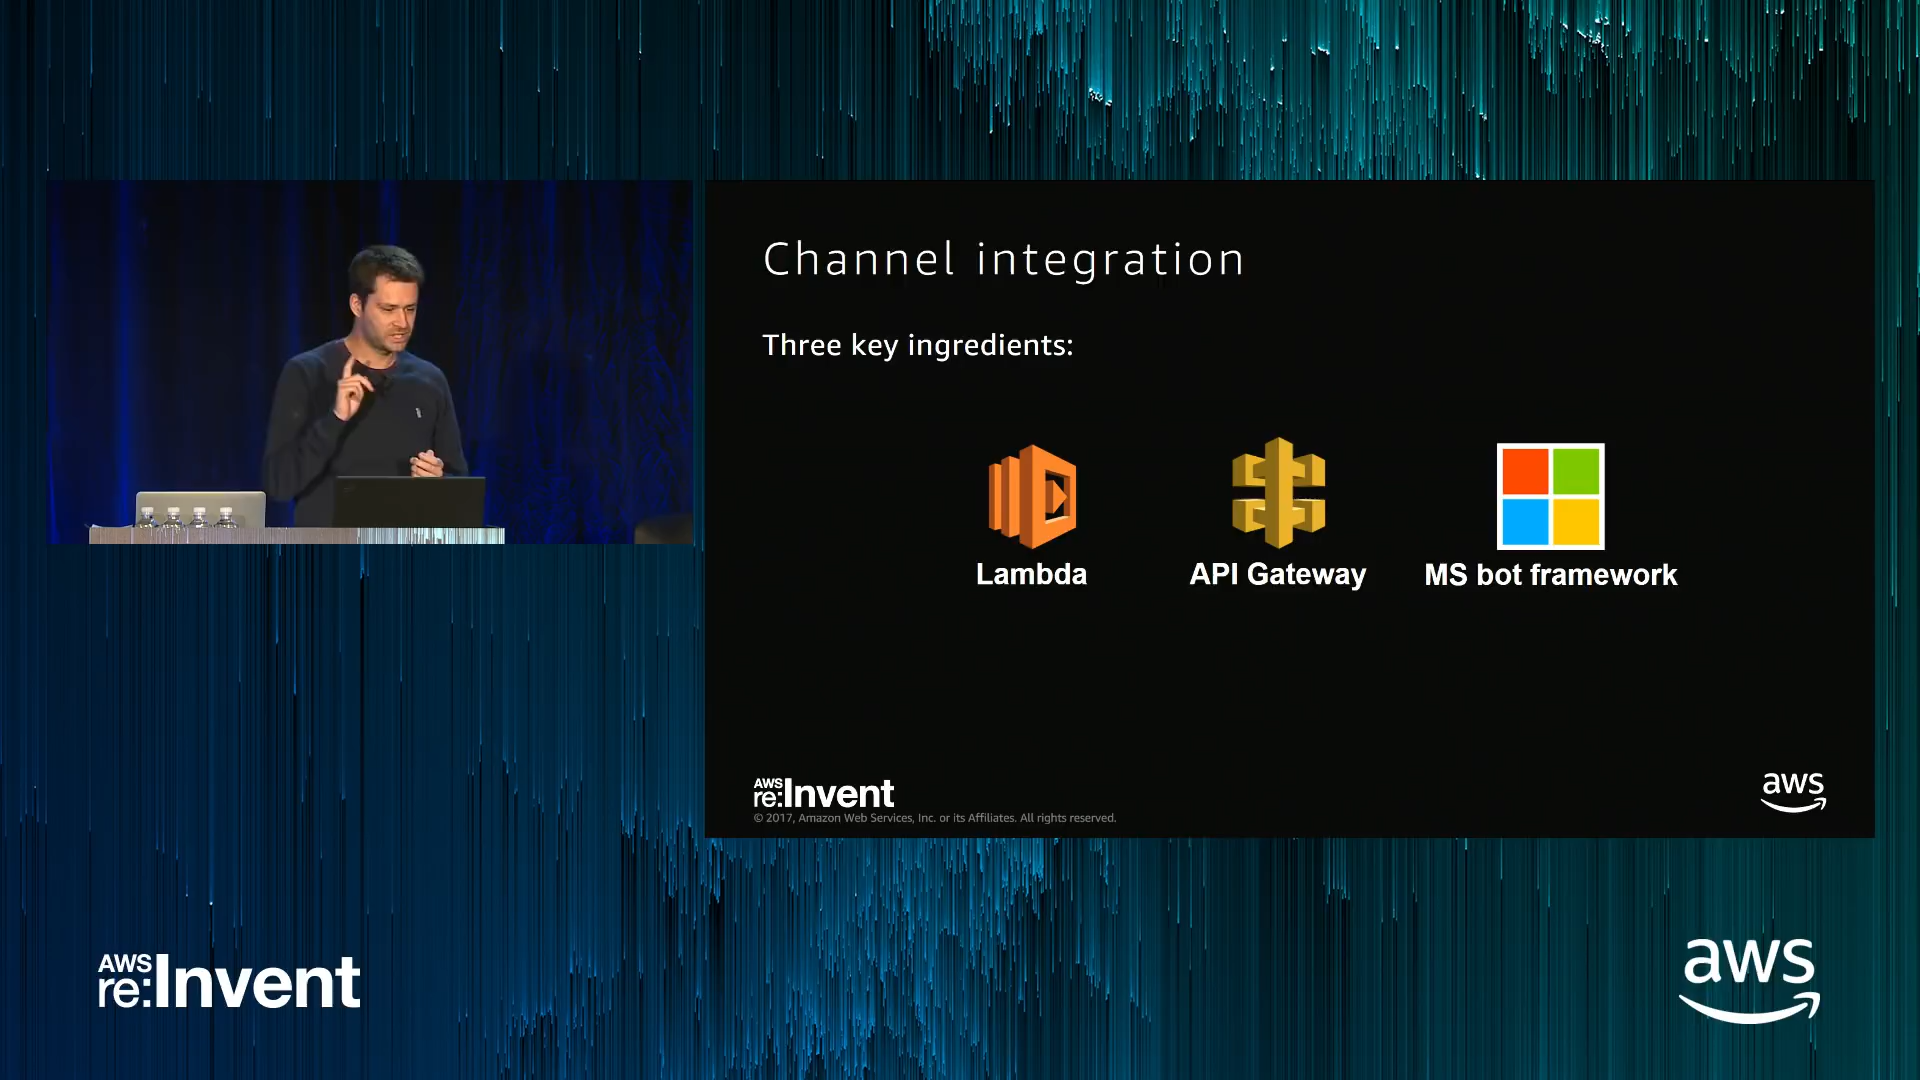 Channel integration
Three key ingredients:
Lambda
API Gateway
MS bot framework
AWS
re:Invent
© 2017, Amazon Web Services, Inc. or its Affiliates. All rights reserved.
aws
AWS
re:Invent
aws